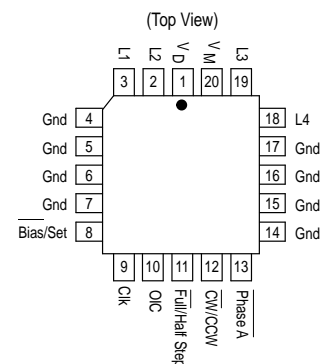 (Top View)
L1
L2
VD
VM
L3
3
2
1
20
19
Gnd 4
Gnd 5
Gnd 6
Gnd 7
Bias/Set 8
18 L4
17 Gnd
16 Gnd
15 Gnd
14 Gnd
9
10
11
12
13
Clk
OIC
Full/Half Step
CW/CCW
Phase A